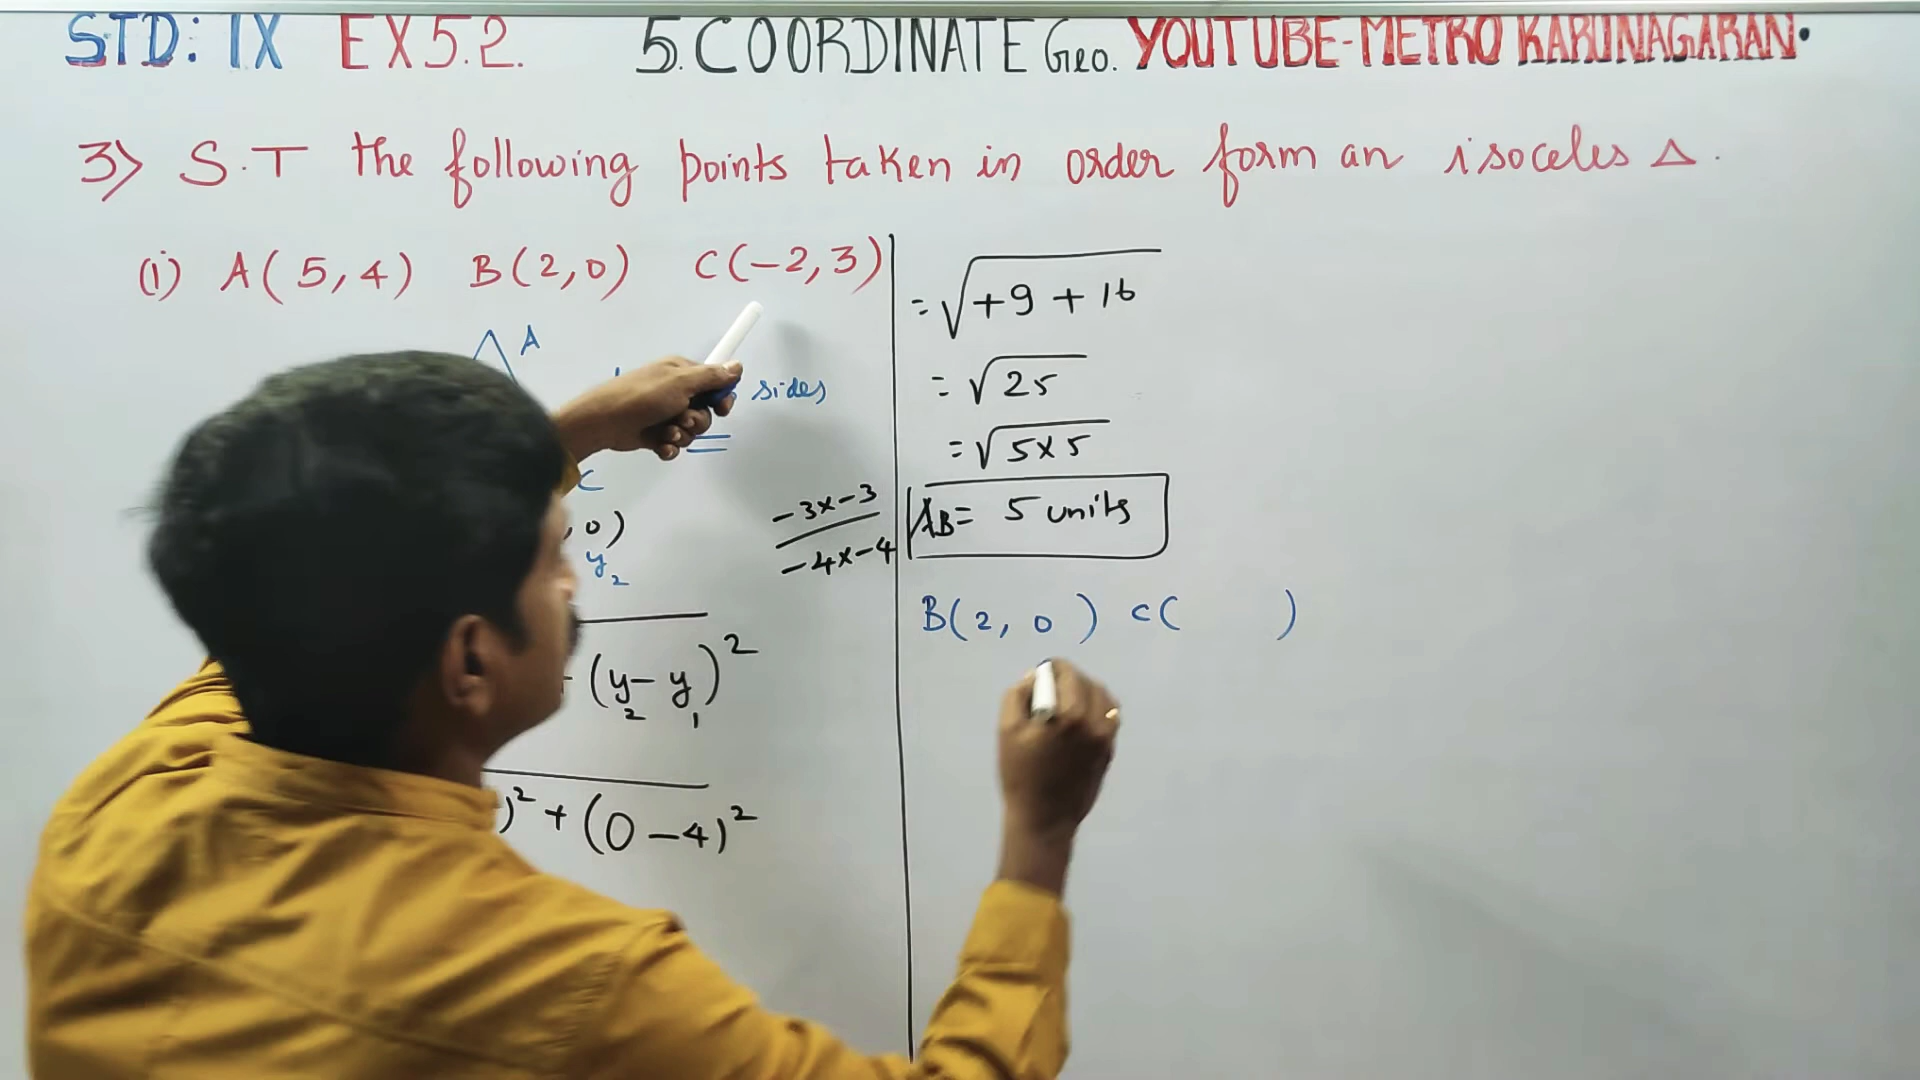 STD: IX EX 5.2. 5. COORDINATE Geo. YOUTUBE-METRO KARUNAGARAN.
3) S.T the following points taken in order form an isoceles Δ.
(i) A(5,4) B(2,0) C(-2,3)
A
sides
C
,0)
y2
-3x-3
-4x-4
(y2-y1)²
)²+(0-4)²
=√+9+16
=√25
=√5x5
AB= 5 units
B(2, 0) C( )